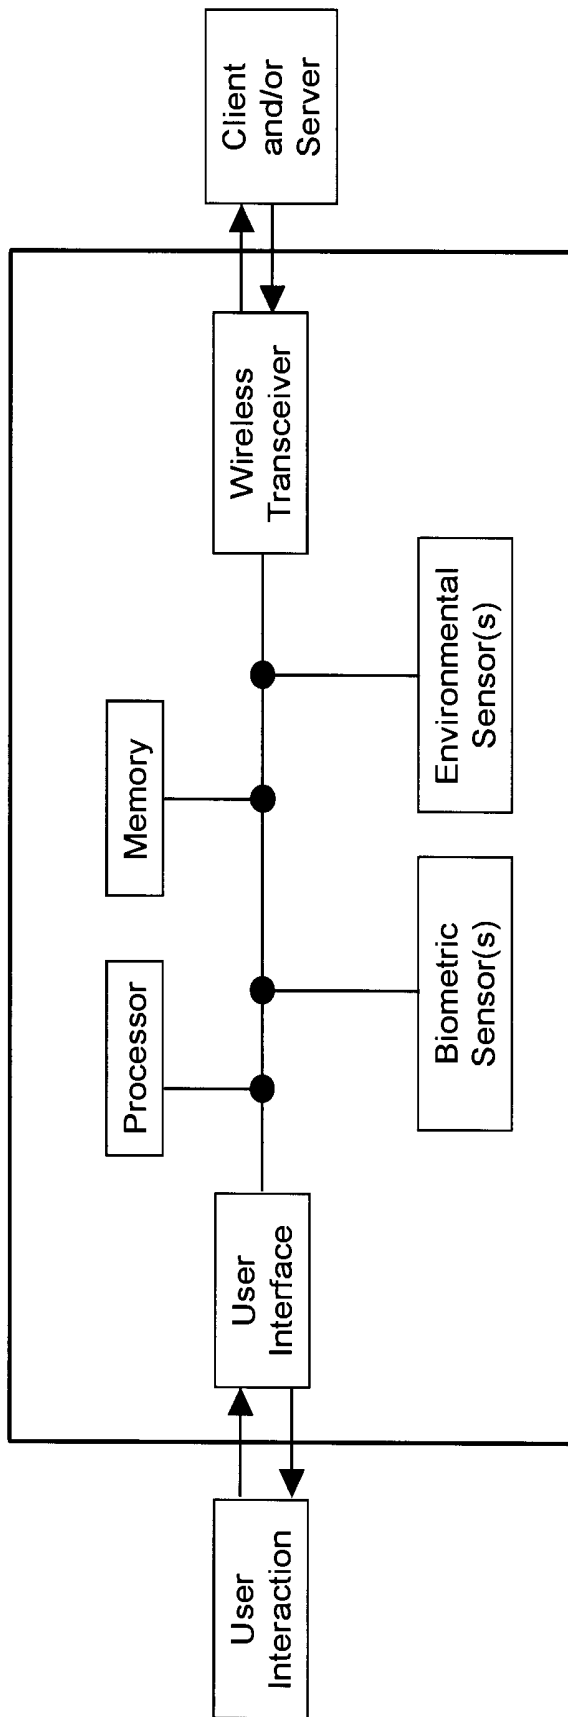 User
Interaction
User
Interface
Processor
Memory
Biometric
Sensor(s)
Environmental
Sensor(s)
Wireless
Transceiver
Client
and/or
Server